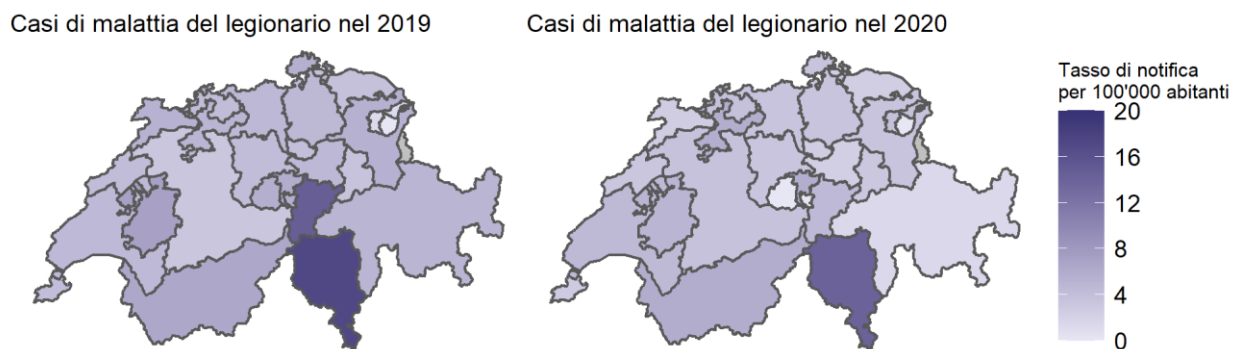 Casi di malattia del legionario nel 2019
Casi di malattia del legionario nel 2020
Tasso di notifica
per 100'000 abitanti
20
16
12
8
4
0